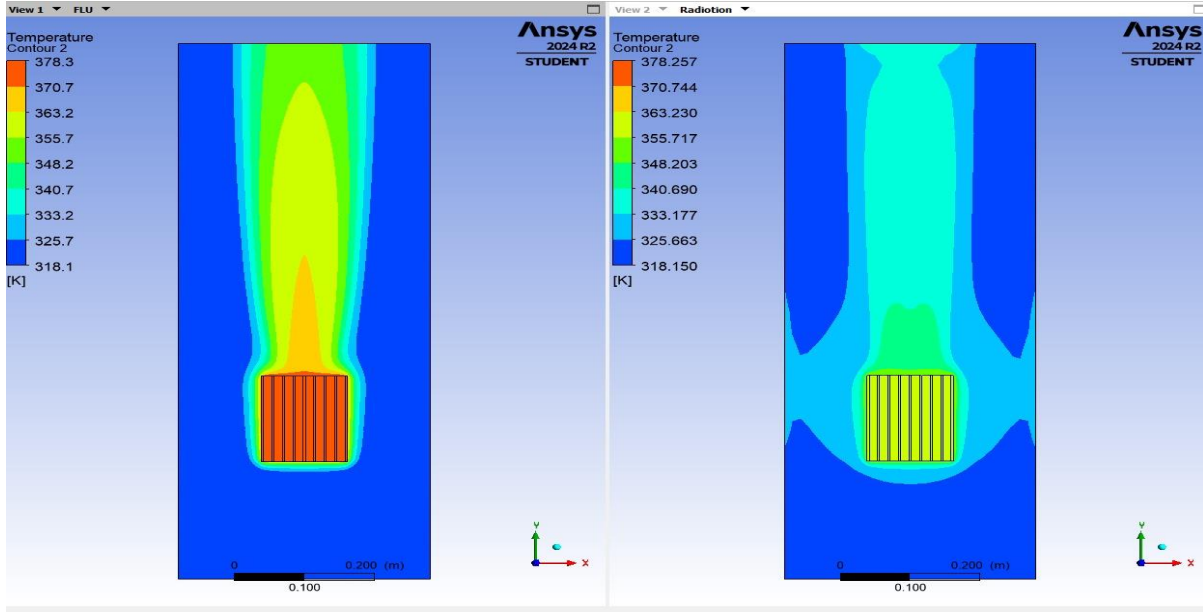 View 1 FLU
Temperature
Contour 2
378.3
370.7
363.2
355.7
348.2
340.7
333.2
325.7
318.1
[K]
Ansys
2024 R2
STUDENT
0 0.200 (m)
0.100
Y
X
View 2 Radiotion
Temperature
Contour 2
378.257
370.744
363.230
355.717
348.203
340.690
333.177
325.663
318.150
[K]
Ansys
2024 R2
STUDENT
0 0.200 (m)
0.100
Y
X